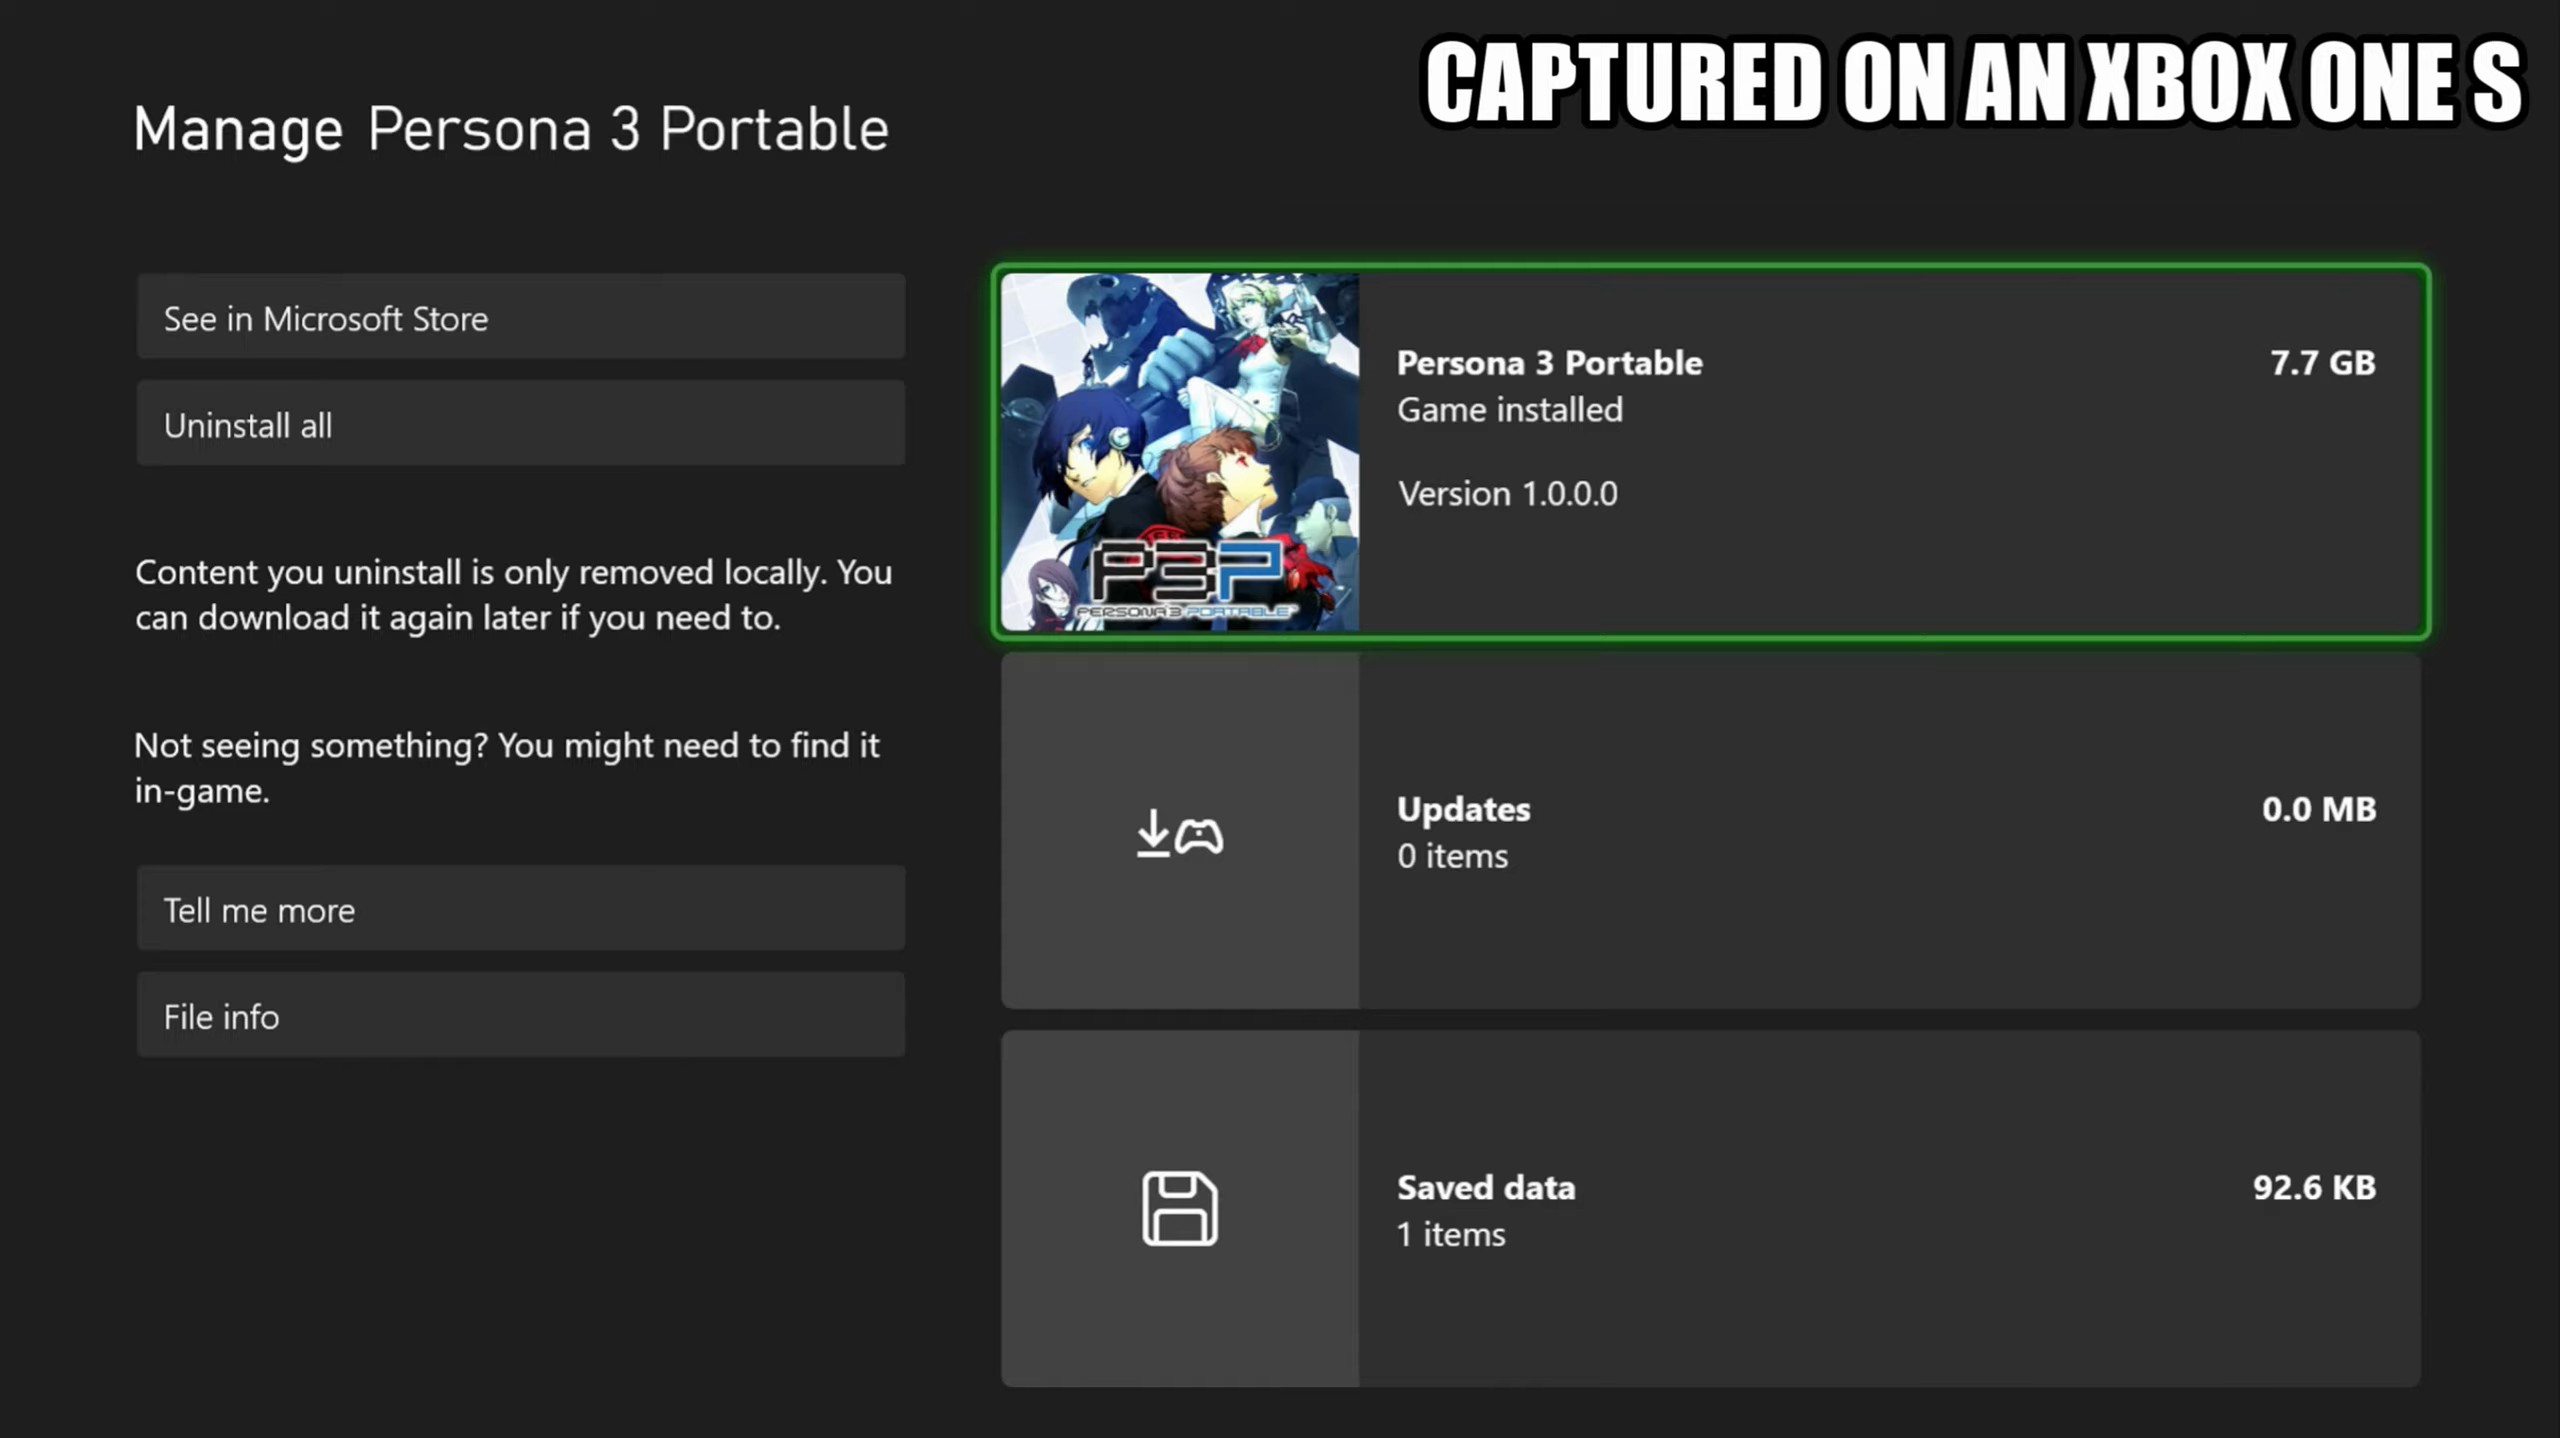 CAPTURED ON AN XBOX ONE S
Manage Persona 3 Portable
See in Microsoft Store
Uninstall all
Content you uninstall is only removed locally. You
can download it again later if you need to.
Not seeing something? You might need to find it
in-game.
Tell me more
File info
P3P
PERSONA3 PORTABLE
Persona 3 Portable 7.7 GB
Game installed
Version 1.0.0.0
Updates 0.0 MB
0 items
Saved data 92.6 KB
1 items